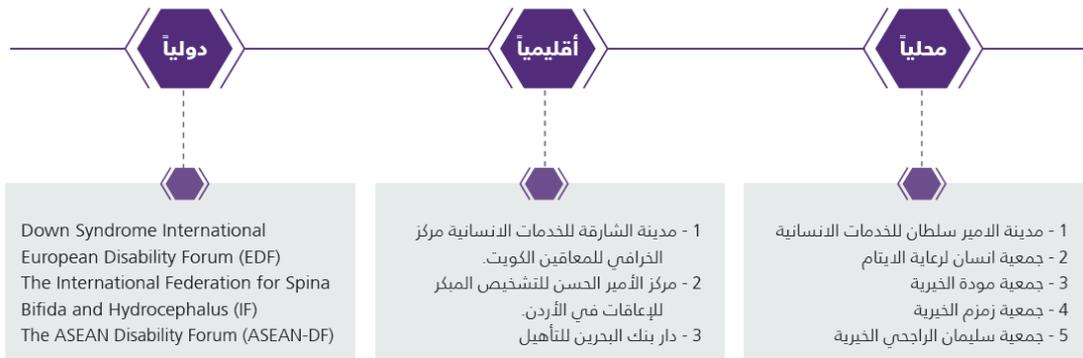 محلياً
أقليمياً
دولياً
1 - مدينة الامير سلطان للخدمات الانسانية
2 - جمعية انسان لرعاية الايتام
3 - جمعية مودة الخيرية
4 - جمعية زمزم الخيرية
5 - جمعية سليمان الراجحي الخيرية
1 - مدينة الشارقة للخدمات الانسانية مركز
الخرافي للمعاقين الكويت.
2 - مركز الأمير الحسن للتشخيص المبكر
للإعاقات في الأردن.
3 - دار بنك البحرين للتأهيل
Down Syndrome International
European Disability Forum (EDF)
The International Federation for Spina
Bifida and Hydrocephalus (IF)
The ASEAN Disability Forum (ASEAN-DF)